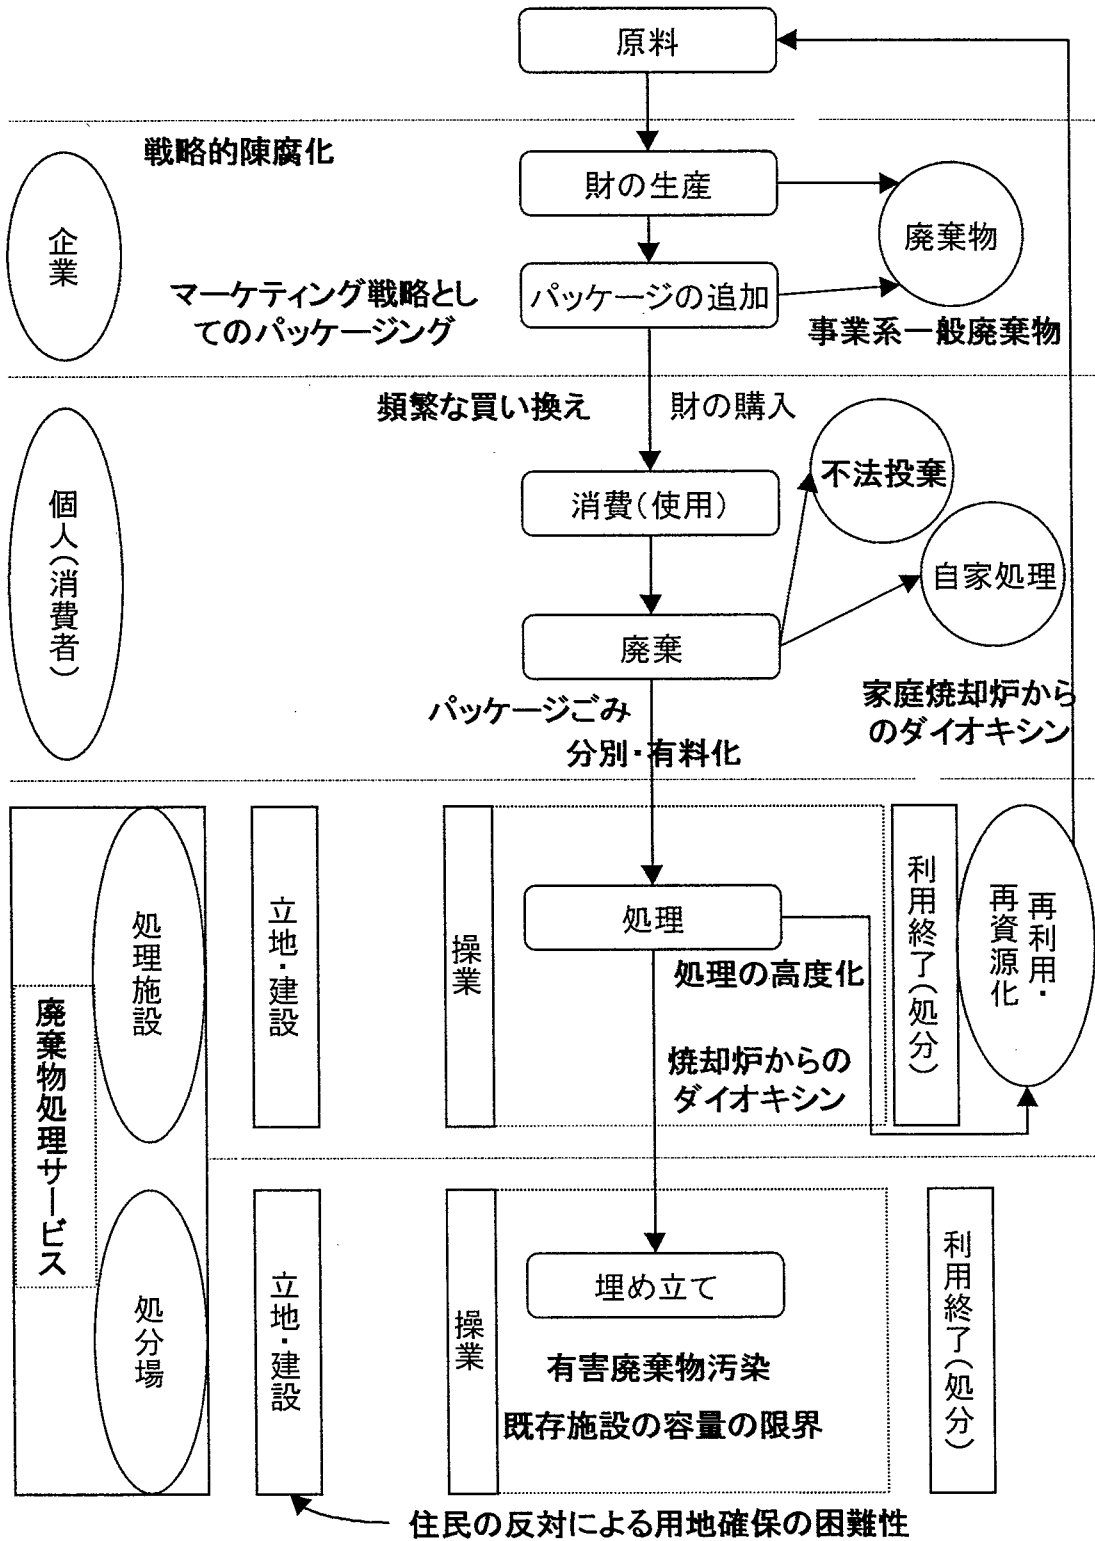 原料
戦略的陳腐化
企業
財の生産
廃棄物
マーケティング戦略とし
てのパッケージング
パッケージの追加
事業系一般廃棄物
頻繁な買い換え
財の購入
個人(消費者)
消費(使用)
不法投棄
自家処理
廃棄
パッケージごみ
分別・有料化
家庭焼却炉から
のダイオキシン
廃棄物処理サービス
処理施設
立地・建設
操業
処理
処理の高度化
焼却炉からの
ダイオキシン
利用終了(処分)
再利用・
再資源化
処分場
立地・建設
操業
埋め立て
有害廃棄物汚染
既存施設の容量の限界
利用終了(処分)
住民の反対による用地確保の困難性